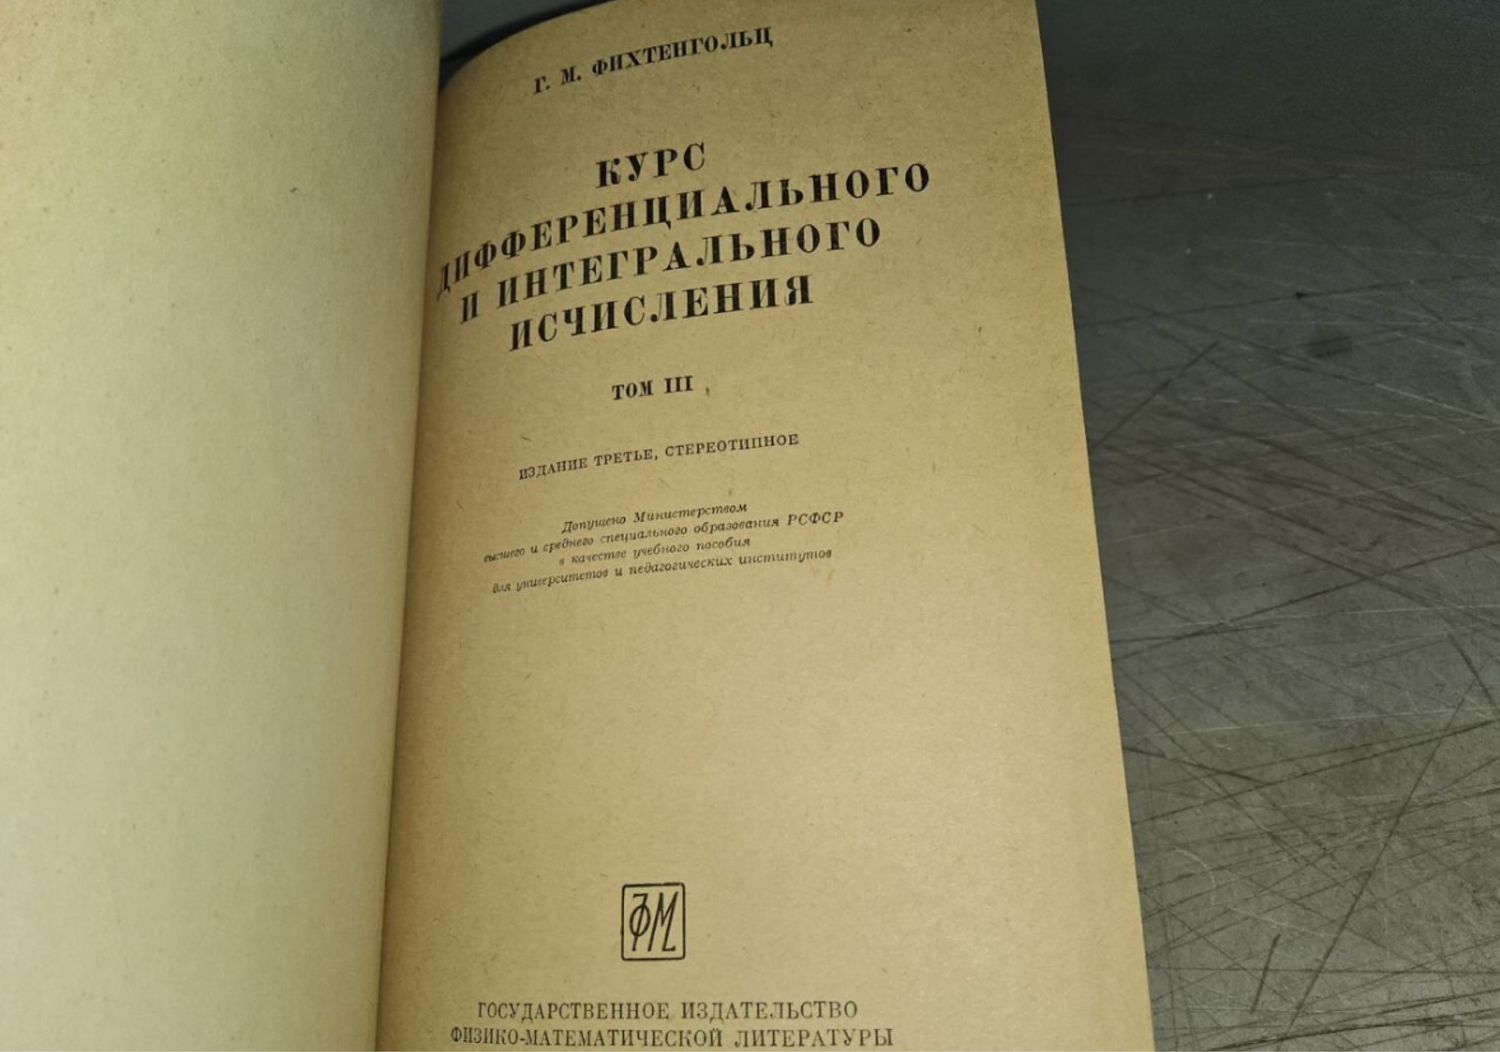 Г. М. ФИХТЕНГОЛЬЦ
КУРС
ДИФФЕРЕНЦИАЛЬНОГО
И ИНТЕГРАЛЬНОГО
ИСЧИСЛЕНИЯ
ТОМ III
ИЗДАНИЕ ТРЕТЬЕ, СТЕРЕОТИПНОЕ
Допущено Министерством
высшего и среднего специального образования РСФСР
в качестве учебного пособия
для университетов и педагогических институтов
ФМЛ
ГОСУДАРСТВЕННОЕ ИЗДАТЕЛЬСТВО
ФИЗИКО-МАТЕМАТИЧЕСКОЙ ЛИТЕРАТУРЫ